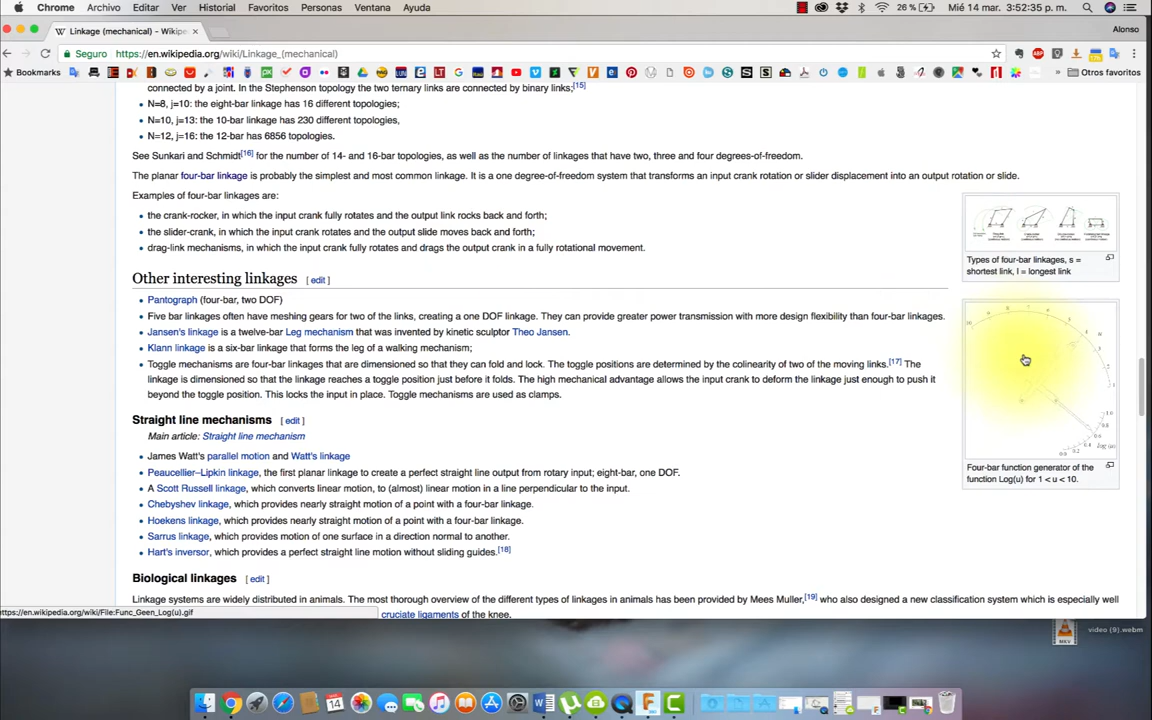 Chrome Archivo Editar Ver Historial Favoritos Personas Ventana Ayuda 26 % Mié 14 mar. 3:52:35 p. m.
Linkage (mechanical) – Wikipe × Alonso
Seguro https://en.wikipedia.org/wiki/Linkage_(mechanical)
Bookmarks » Otros favoritos
connected by a joint. In the Stephenson topology the two ternary links are connected by binary links;[15]
N=8, j=10: the eight-bar linkage has 16 different topologies;
N=10, j=13: the 10-bar linkage has 230 different topologies,
N=12, j=16: the 12-bar has 6856 topologies.
See Sunkari and Schmidt[16] for the number of 14- and 16-bar topologies, as well as the number of linkages that have two, three and four degrees-of-freedom.
The planar four-bar linkage is probably the simplest and most common linkage. It is a one degree-of-freedom system that transforms an input crank rotation or slider displacement into an output rotation or slide.
Examples of four-bar linkages are:
the crank-rocker, in which the input crank fully rotates and the output link rocks back and forth;
the slider-crank, in which the input crank rotates and the output slide moves back and forth;
drag-link mechanisms, in which the input crank fully rotates and drags the output crank in a fully rotational movement.
Types of four-bar linkages, s =
shortest link, l = longest link
Other interesting linkages [ edit ]
Pantograph (four-bar, two DOF)
Five bar linkages often have meshing gears for two of the links, creating a one DOF linkage. They can provide greater power transmission with more design flexibility than four-bar linkages.
Jansen's linkage is a twelve-bar Leg mechanism that was invented by kinetic sculptor Theo Jansen.
Klann linkage is a six-bar linkage that forms the leg of a walking mechanism;
Toggle mechanisms are four-bar linkages that are dimensioned so that they can fold and lock. The toggle positions are determined by the colinearity of two of the moving links.[17] The
linkage is dimensioned so that the linkage reaches a toggle position just before it folds. The high mechanical advantage allows the input crank to deform the linkage just enough to push it
beyond the toggle position. This locks the input in place. Toggle mechanisms are used as clamps.
1.0
0.8
0.6
0.0 0.2 0.4 log (u)
Four-bar function generator of the
function Log(u) for 1 < u < 10.
Straight line mechanisms [ edit ]
Main article: Straight line mechanism
James Watt's parallel motion and Watt's linkage
Peaucellier–Lipkin linkage, the first planar linkage to create a perfect straight line output from rotary input; eight-bar, one DOF.
A Scott Russell linkage, which converts linear motion, to (almost) linear motion in a line perpendicular to the input.
Chebyshev linkage, which provides nearly straight motion of a point with a four-bar linkage.
Hoekens linkage, which provides nearly straight motion of a point with a four-bar linkage.
Sarrus linkage, which provides motion of one surface in a direction normal to another.
Hart's inversor, which provides a perfect straight line motion without sliding guides.[18]
Biological linkages [ edit ]
Linkage systems are widely distributed in animals. The most thorough overview of the different types of linkages in animals has been provided by Mees Muller,[19] who also designed a new classification system which is especially well
https://en.wikipedia.org/wiki/File:Func_Geen_Log(u).gif
cruciate ligaments of the knee.
video (9).webm